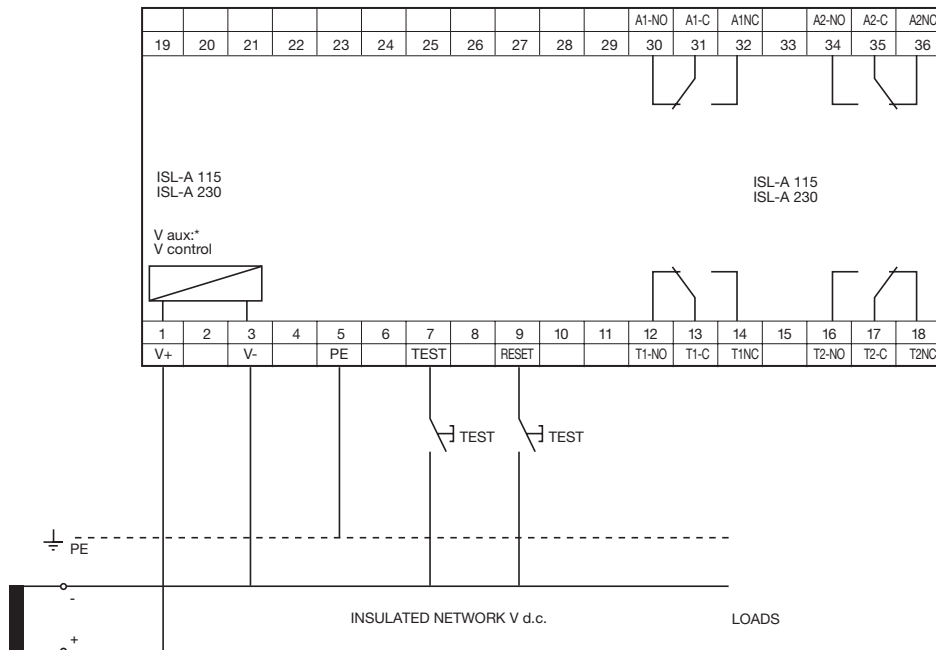 A1-NO A1-C A1NC A2-NO A2-C A2NC
19 20 21 22 23 24 25 26 27 28 29 30 31 32 33 34 35 36
ISL-A 115
ISL-A 230
ISL-A 115
ISL-A 230
V aux:*
V control
1 2 3 4 5 6 7 8 9 10 11 12 13 14 15 16 17 18
V+ V- PE TEST RESET T1-NO T1-C T1NC T2-NO T2-C T2NC
TEST TEST
PE
-
INSULATED NETWORK V d.c. LOADS
+